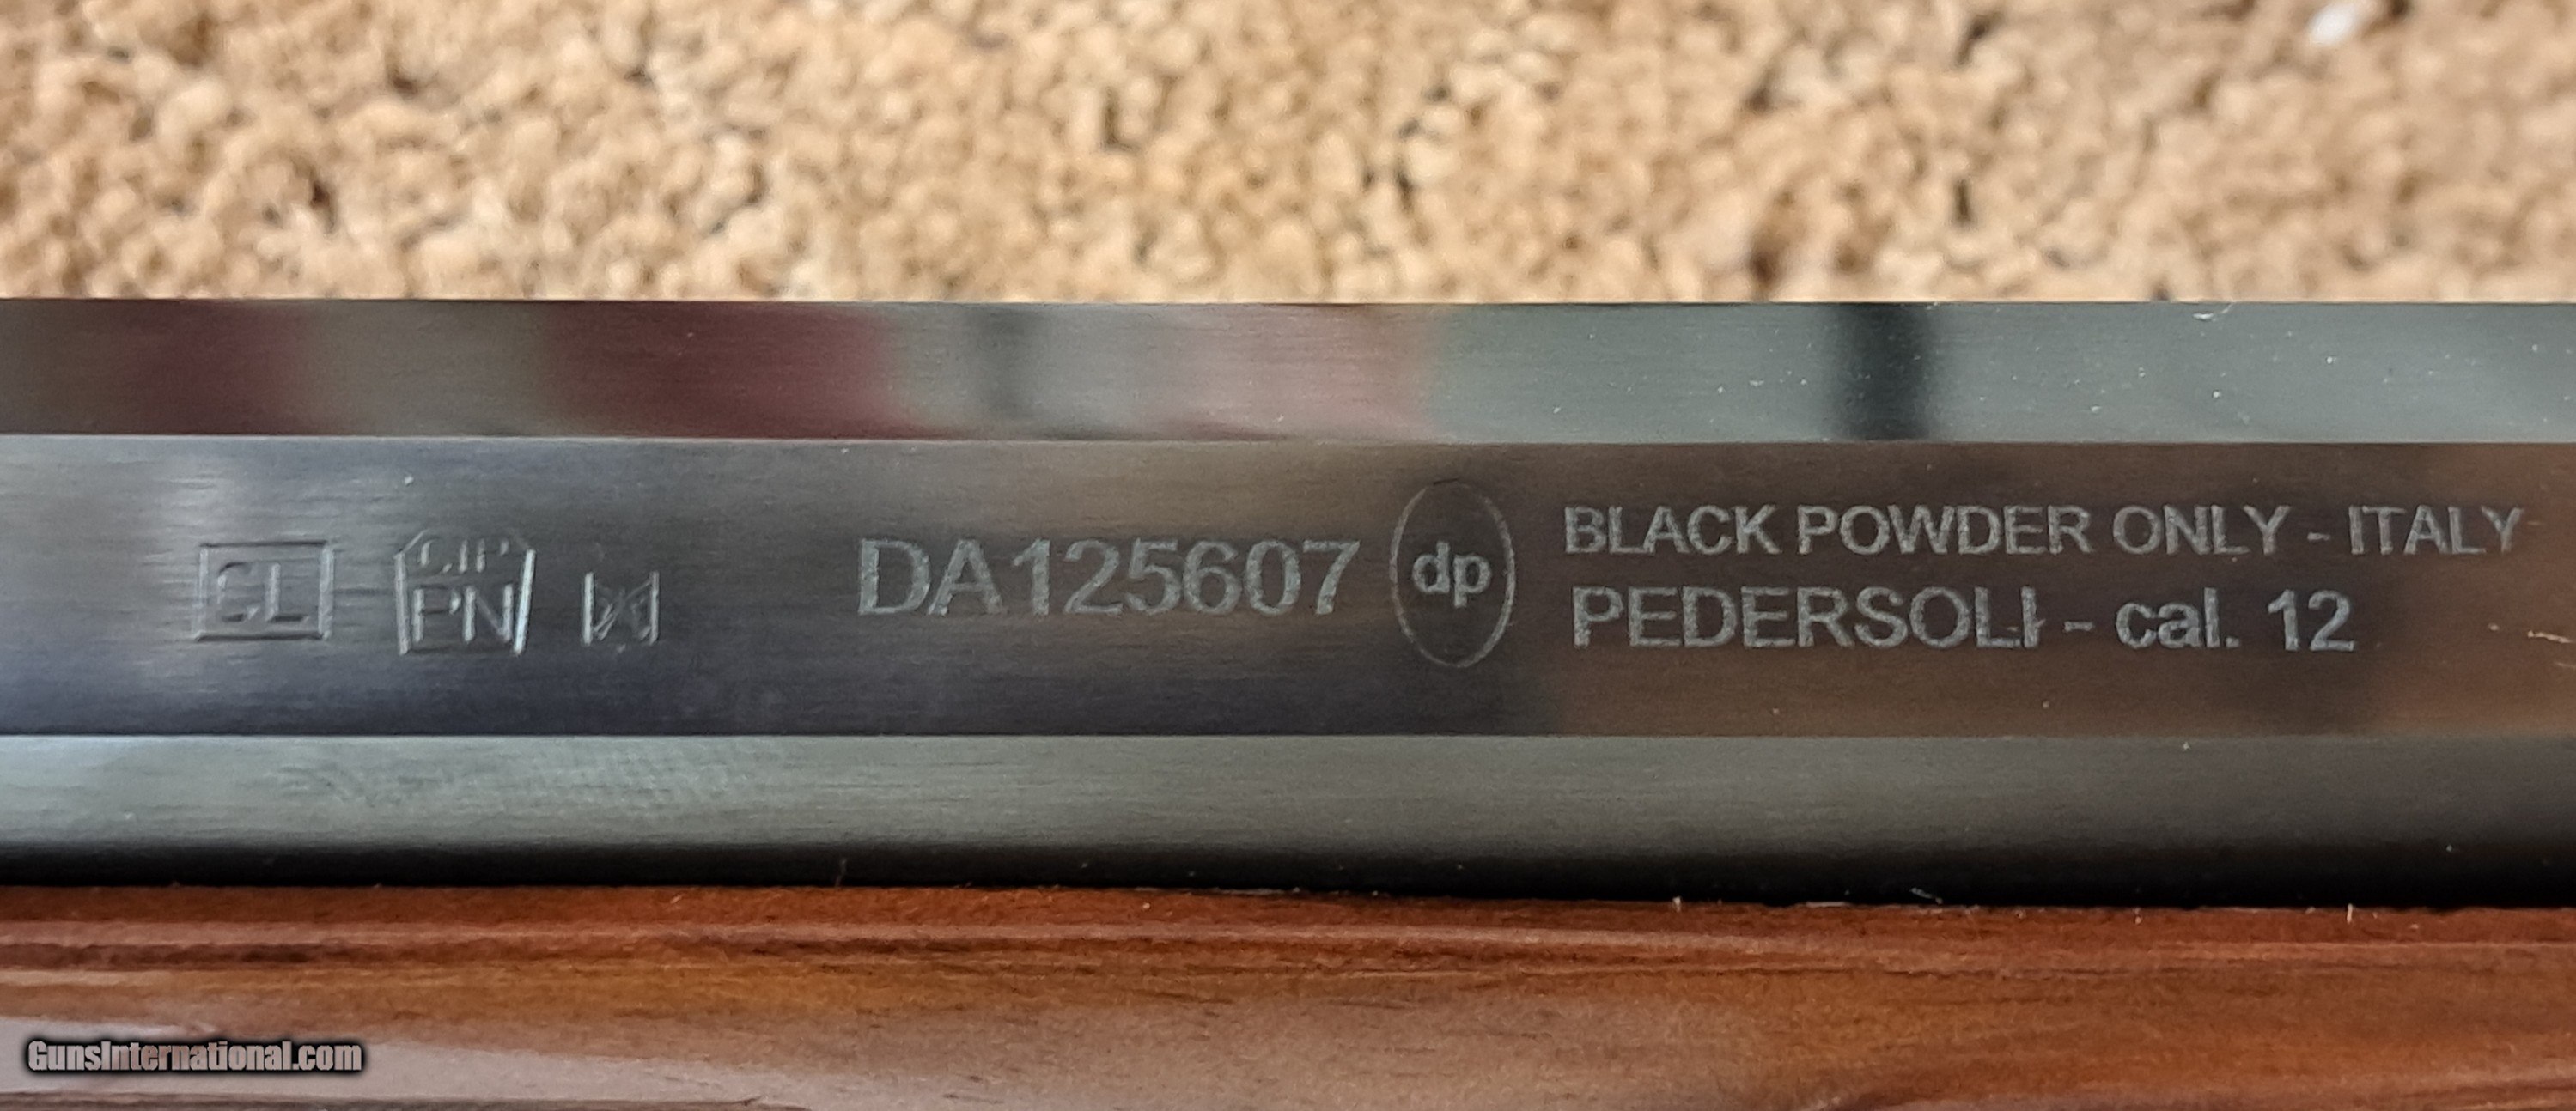 CL
CIP
PN
DA125607
dp
BLACK POWDER ONLY - ITALY
PEDERSOLI - cal. 12
GunsInternational.com